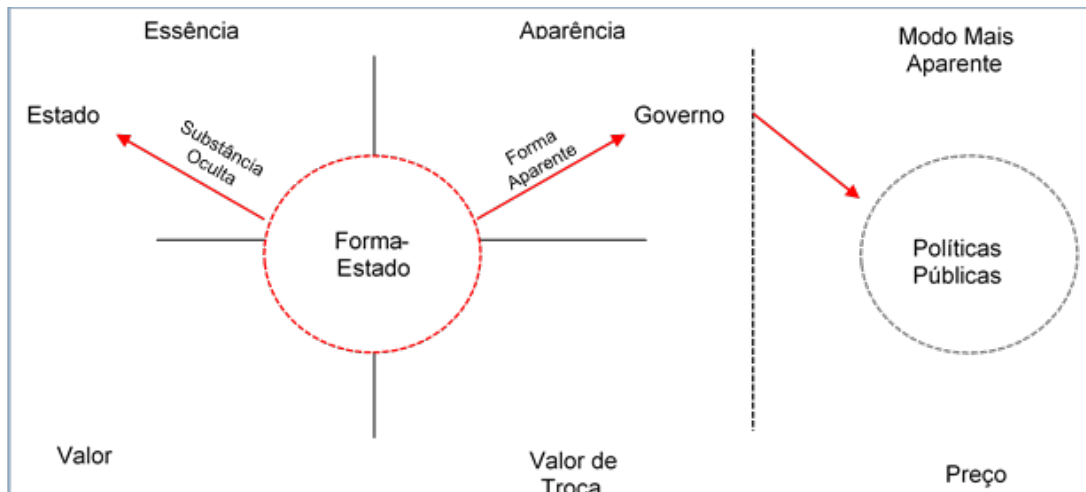 Essência
Aparência
Modo Mais
Aparente
Estado
Substância
Oculta
Forma
Aparente
Governo
Forma-
Estado
Políticas
Públicas
Valor
Valor de
Troca
Preço